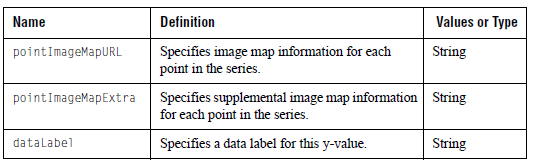 Name Definition Values or Type
pointImageMapURL Specifies image map information for each String
point in the series.
pointImageMapExtra Specifies supplemental image map information String
for each point in the series.
dataLabel Specifies a data label for this y-value. String